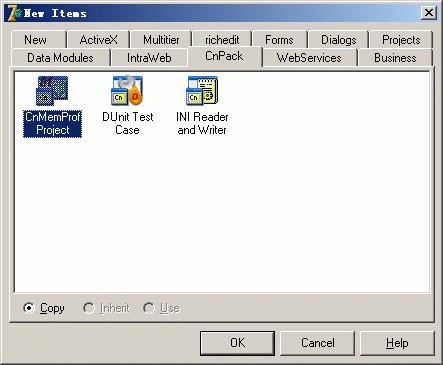 New Items
New ActiveX Multitier richedit Forms Dialogs Projects
Data Modules IntraWeb CnPack WebServices Business
CnMemProf DUnit Test INI Reader
Project Case and Writer
Copy Inherit Use
OK Cancel Help